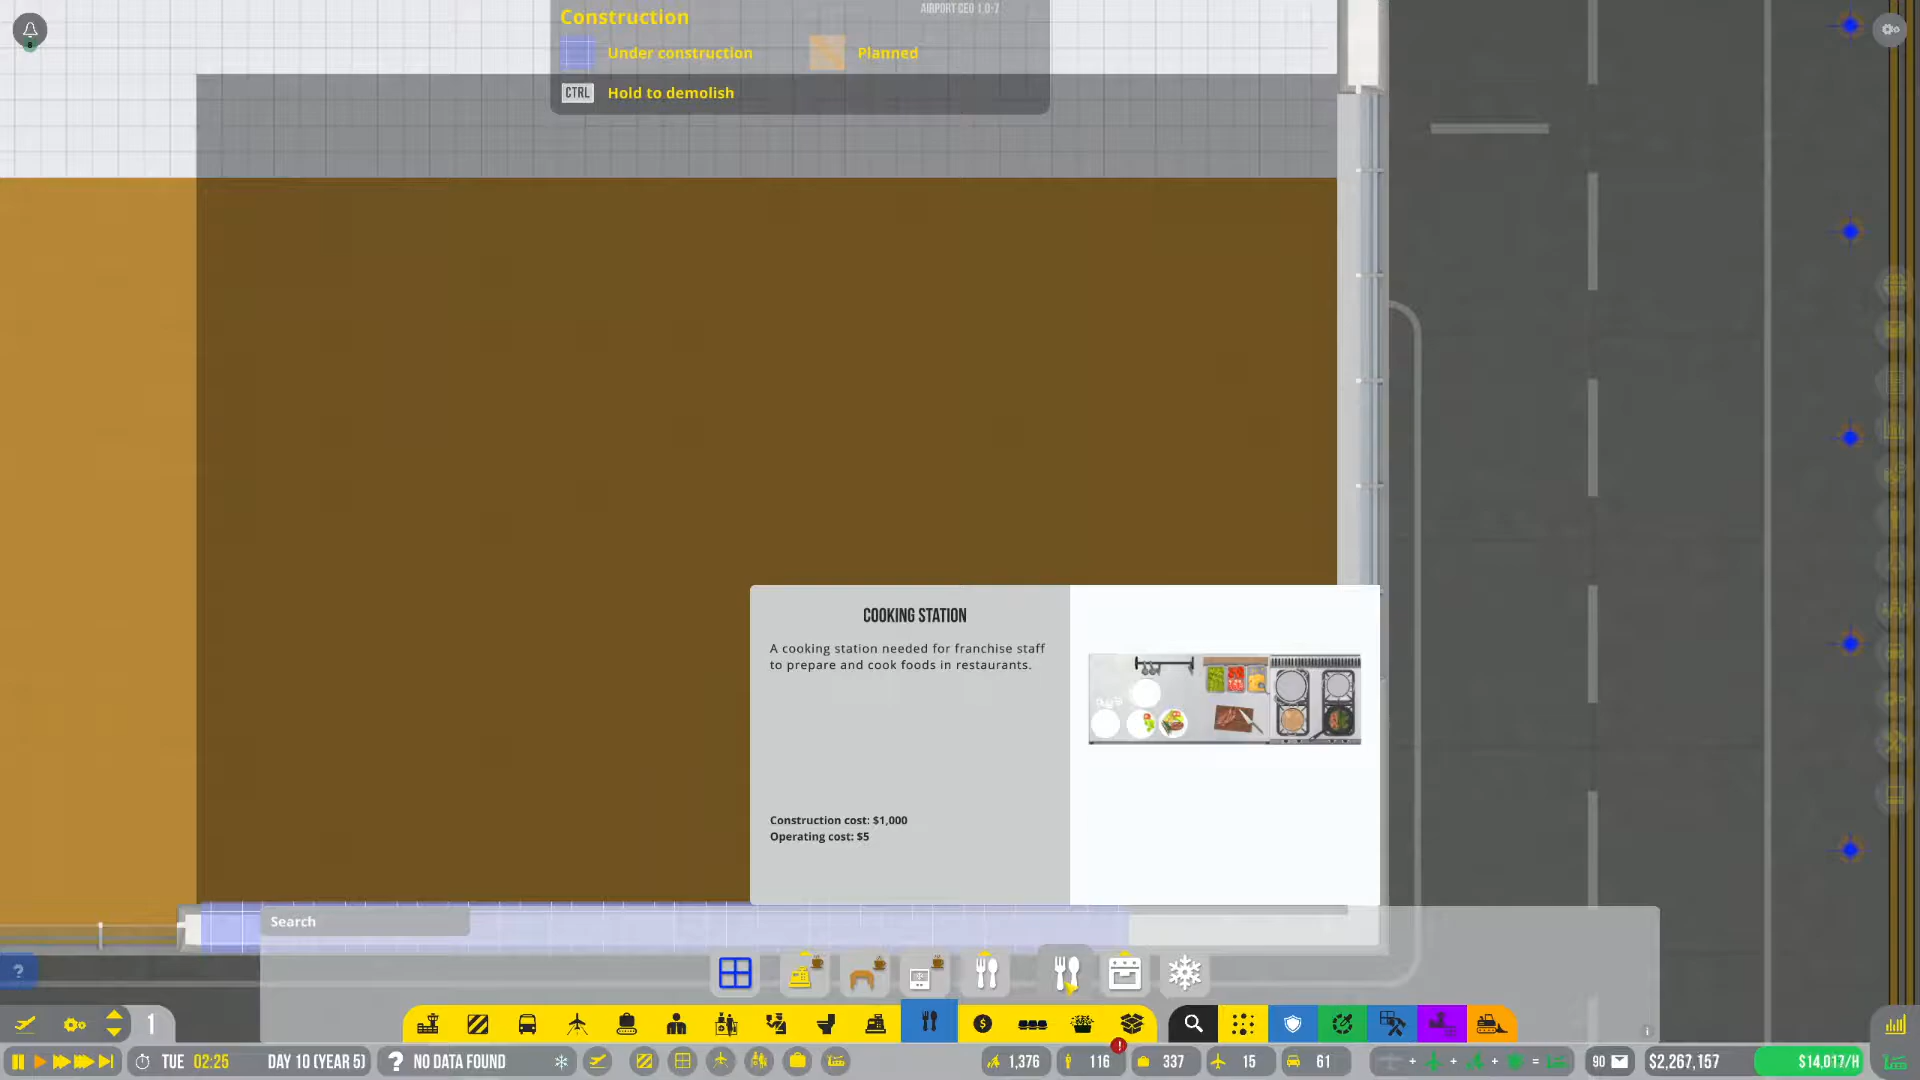 AIRPORT CEO 1.0-7
Construction
Under construction
Planned
CTRL
Hold to demolish
COOKING STATION
A cooking station needed for franchise staff
to prepare and cook foods in restaurants.
Construction cost: $1,000
Operating cost: $5
Search
?
1
TUE 02:25 DAY 10 (YEAR 5)
? NO DATA FOUND
1,376
116
337
15
61
90
$2,267,157
$14,017/H